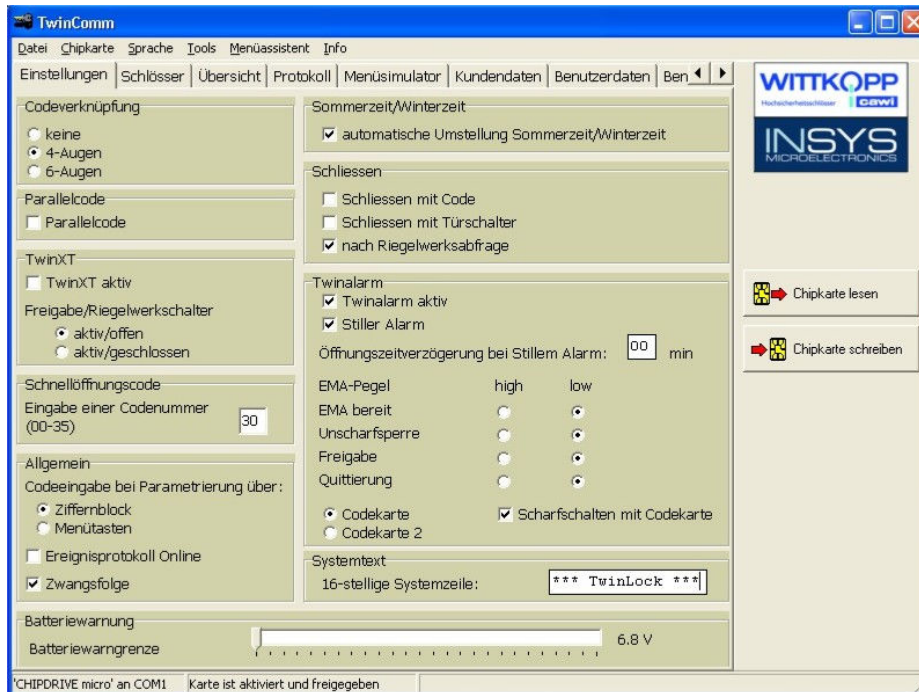 TwinComm
Datei Chipkarte Sprache Tools Menüassistent Info
Einstellungen Schlösser Übersicht Protokoll Menüsimulator Kundendaten Benutzerdaten Ben
Codeverknüpfung
keine
4-Augen
6-Augen
Parallelcode
Parallelcode
TwinXT
TwinXT aktiv
Freigabe/Riegelwerkschalter
aktiv/offen
aktiv/geschlossen
Schnellöffnungscode
Eingabe einer Codenummer
(00-35)
30
Allgemein
Codeeingabe bei Parametrierung über:
Ziffernblock
Menütasten
Ereignisprotokoll Online
Zwangsfolge
Sommerzeit/Winterzeit
automatische Umstellung Sommerzeit/Winterzeit
Schliessen
Schliessen mit Code
Schliessen mit Türschalter
nach Riegelwerksabfrage
Twinalarm
Twinalarm aktiv
Stiller Alarm
Öffnungszeitverzögerung bei Stillem Alarm: 00 min
EMA-Pegel high low
EMA bereit
Unscharfsperre
Freigabe
Quittierung
Codekarte
Scharfschalten mit Codekarte
Codekarte 2
Systemtext
16-stellige Systemzeile: *** TwinLock ***
Batteriewarnung
Batteriewarngrenze 6.8 V
WITTKOPP
Hochsicherheitsschlösser cawi
INSYS
MICROELECTRONICS
Chipkarte lesen
Chipkarte schreiben
'CHIPDRIVE micro' an COM1 Karte ist aktiviert und freigegeben